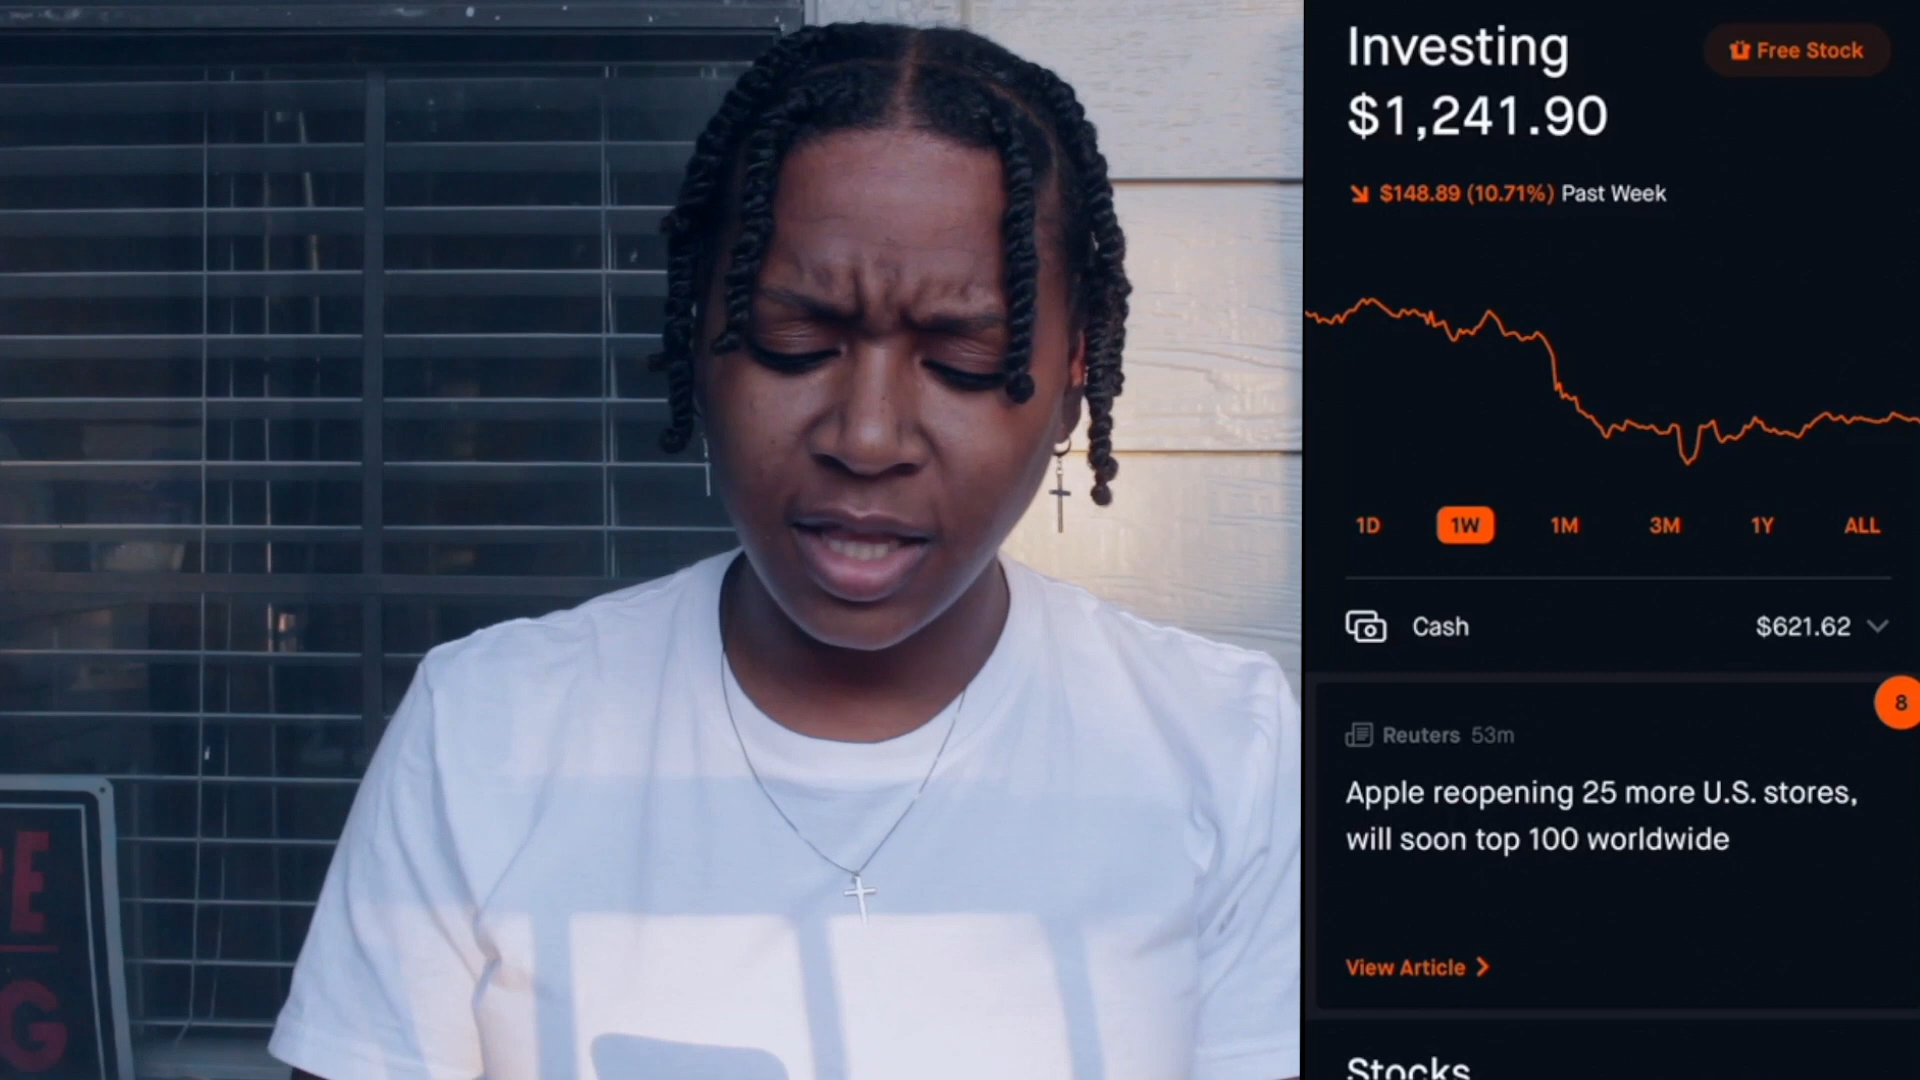 Investing
Free Stock
$1,241.90
$148.89 (10.71%) Past Week
1D 1W 1M 3M 1Y ALL
Cash $621.62
8
Reuters 53m
Apple reopening 25 more U.S. stores,
will soon top 100 worldwide
View Article
Stocks